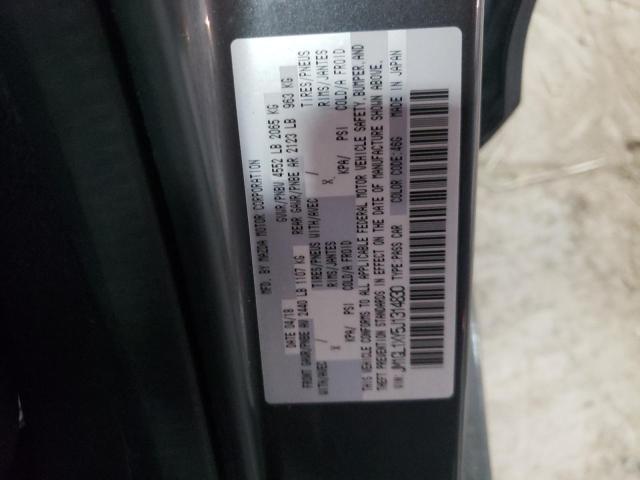 MFD. BY MAZDA MOTOR CORPORATION
DATE 04/18 GVWR/PNBV 4552 LB 2065 KG
FRONT GAWR/PNBE AV 2440 LB 1107 KG REAR GAWR/PNBE AR 2123 LB 963 KG
WITH/AVEC TIRES/PNEUS WITH/AVEC TIRES/PNEUS
X RIMS/JANTES X RIMS/JANTES
KPA/ PSI COLD/A FROID KPA/ PSI COLD/A FROID
THIS VEHICLE CONFORMS TO ALL APPLICABLE FEDERAL MOTOR VEHICLE SAFETY, BUMPER, AND
THEFT PREVENTION STANDARDS IN EFFECT ON THE DATE OF MANUFACTURE SHOWN ABOVE.
VIN: TYPE:PASS CAR COLOR CODE:46G MADE IN JAPAN